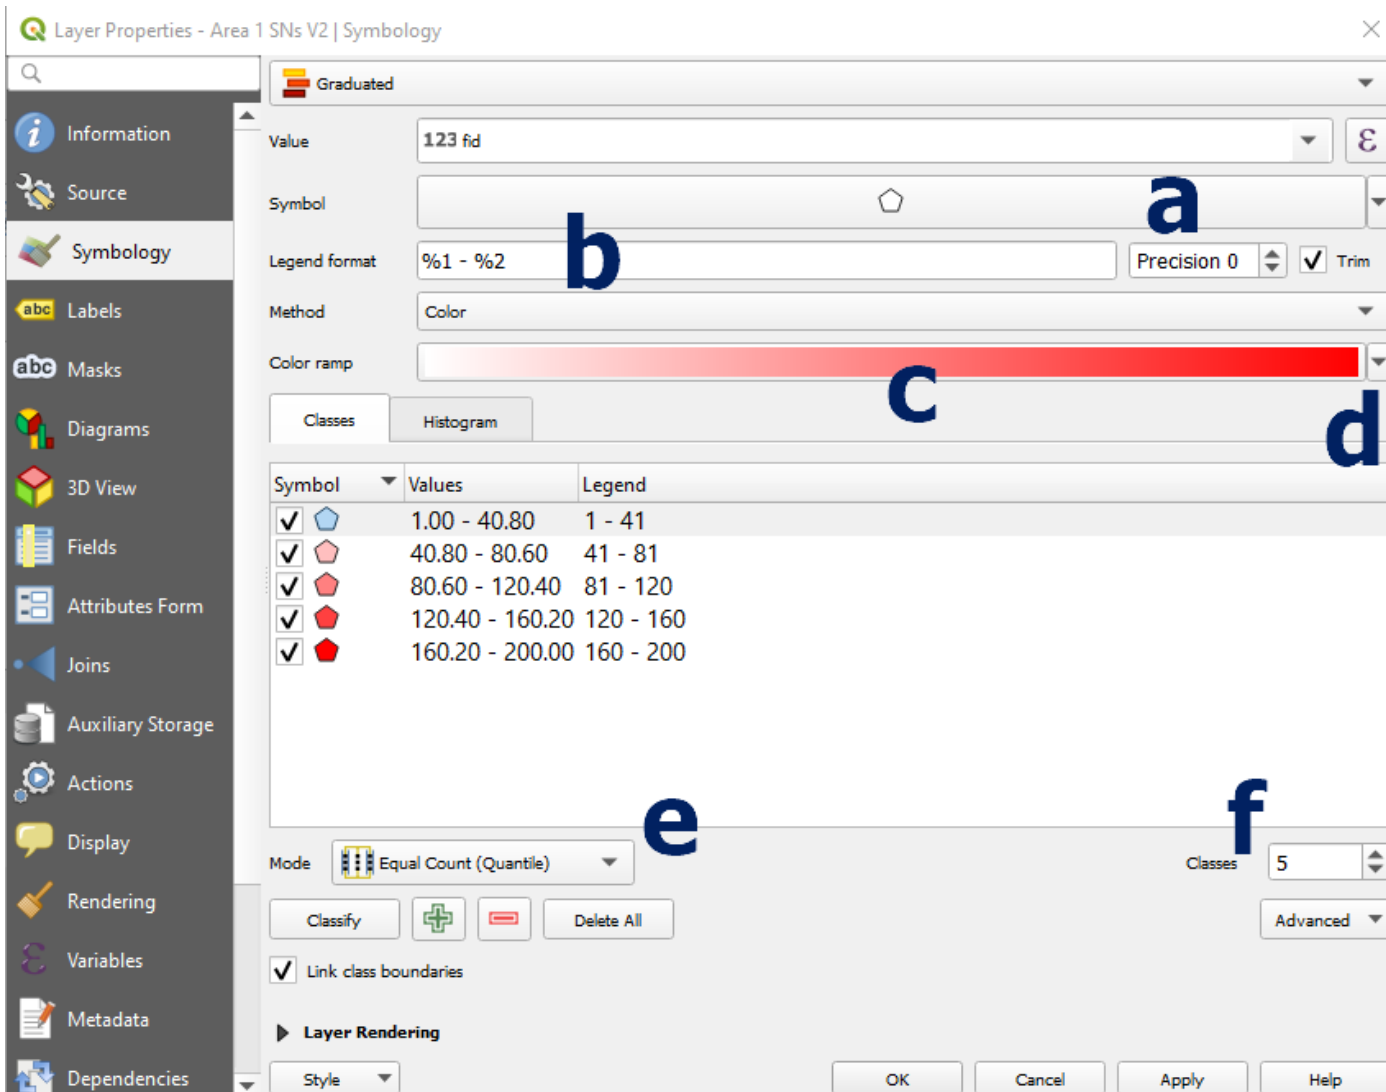 Layer Properties - Area 1 SNs V2 | Symbology
Information
Source
Symbology
abc Labels
abc Masks
Diagrams
3D View
Fields
Attributes Form
Joins
Auxiliary Storage
Actions
Display
Rendering
Variables
Metadata
Dependencies
Graduated
Value 123 fid ε
Symbol a
Legend format %1 - %2 b Precision 0 Trim
Method Color
Color ramp c
Classes Histogram d
Symbol Values Legend
1.00 - 40.80 1 - 41
40.80 - 80.60 41 - 81
80.60 - 120.40 81 - 120
120.40 - 160.20 120 - 160
160.20 - 200.00 160 - 200
e f
Mode Equal Count (Quantile) Classes 5
Classify Delete All Advanced
Link class boundaries
Layer Rendering
Style OK Cancel Apply Help